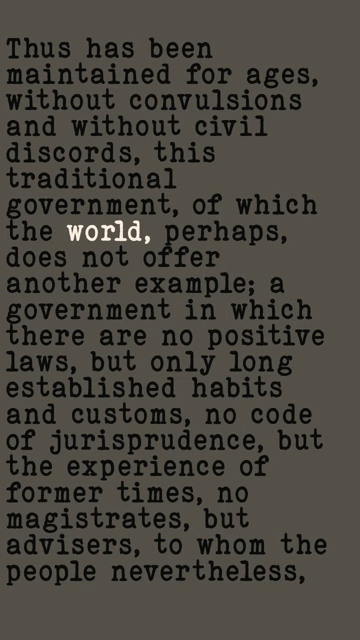 Thus has been
maintained for ages,
without convulsions
and without civil
discords, this
traditional
government, of which
the world, perhaps,
does not offer
another example; a
government in which
there are no positive
laws, but only long
established habits
and customs, no code
of jurisprudence, but
the experience of
former times, no
magistrates, but
advisers, to whom the
people nevertheless,